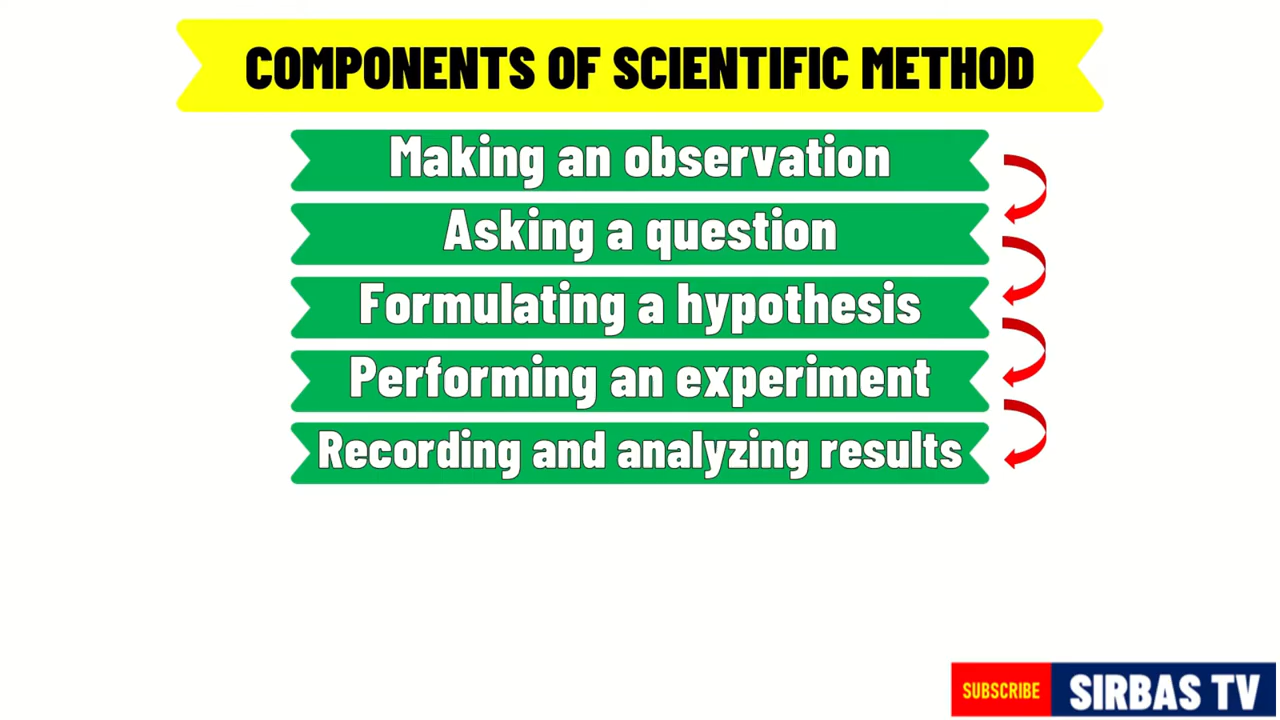 COMPONENTS OF SCIENTIFIC METHOD
Making an observation
Asking a question
Formulating a hypothesis
Performing an experiment
Recording and analyzing results
SUBSCRIBE SIRBAS TV